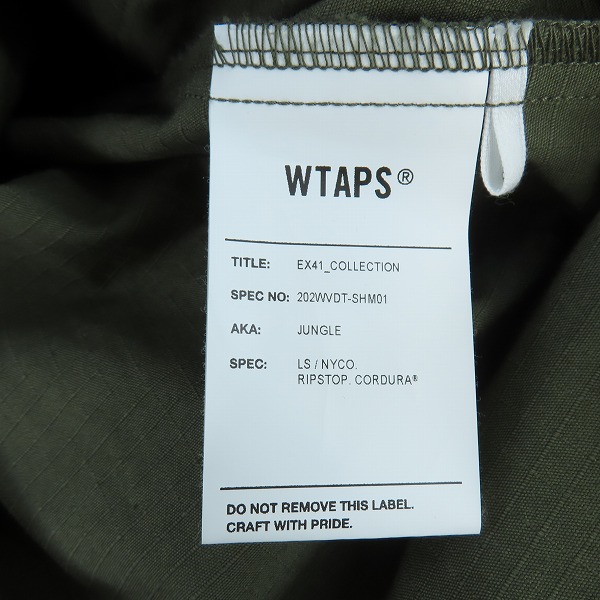 WTAPS®
TITLE: EX41_COLLECTION
SPEC NO: 202WVDT-SHM01
AKA: JUNGLE
SPEC: LS / NYCO.
RIPSTOP. CORDURA®
DO NOT REMOVE THIS LABEL.
CRAFT WITH PRIDE.